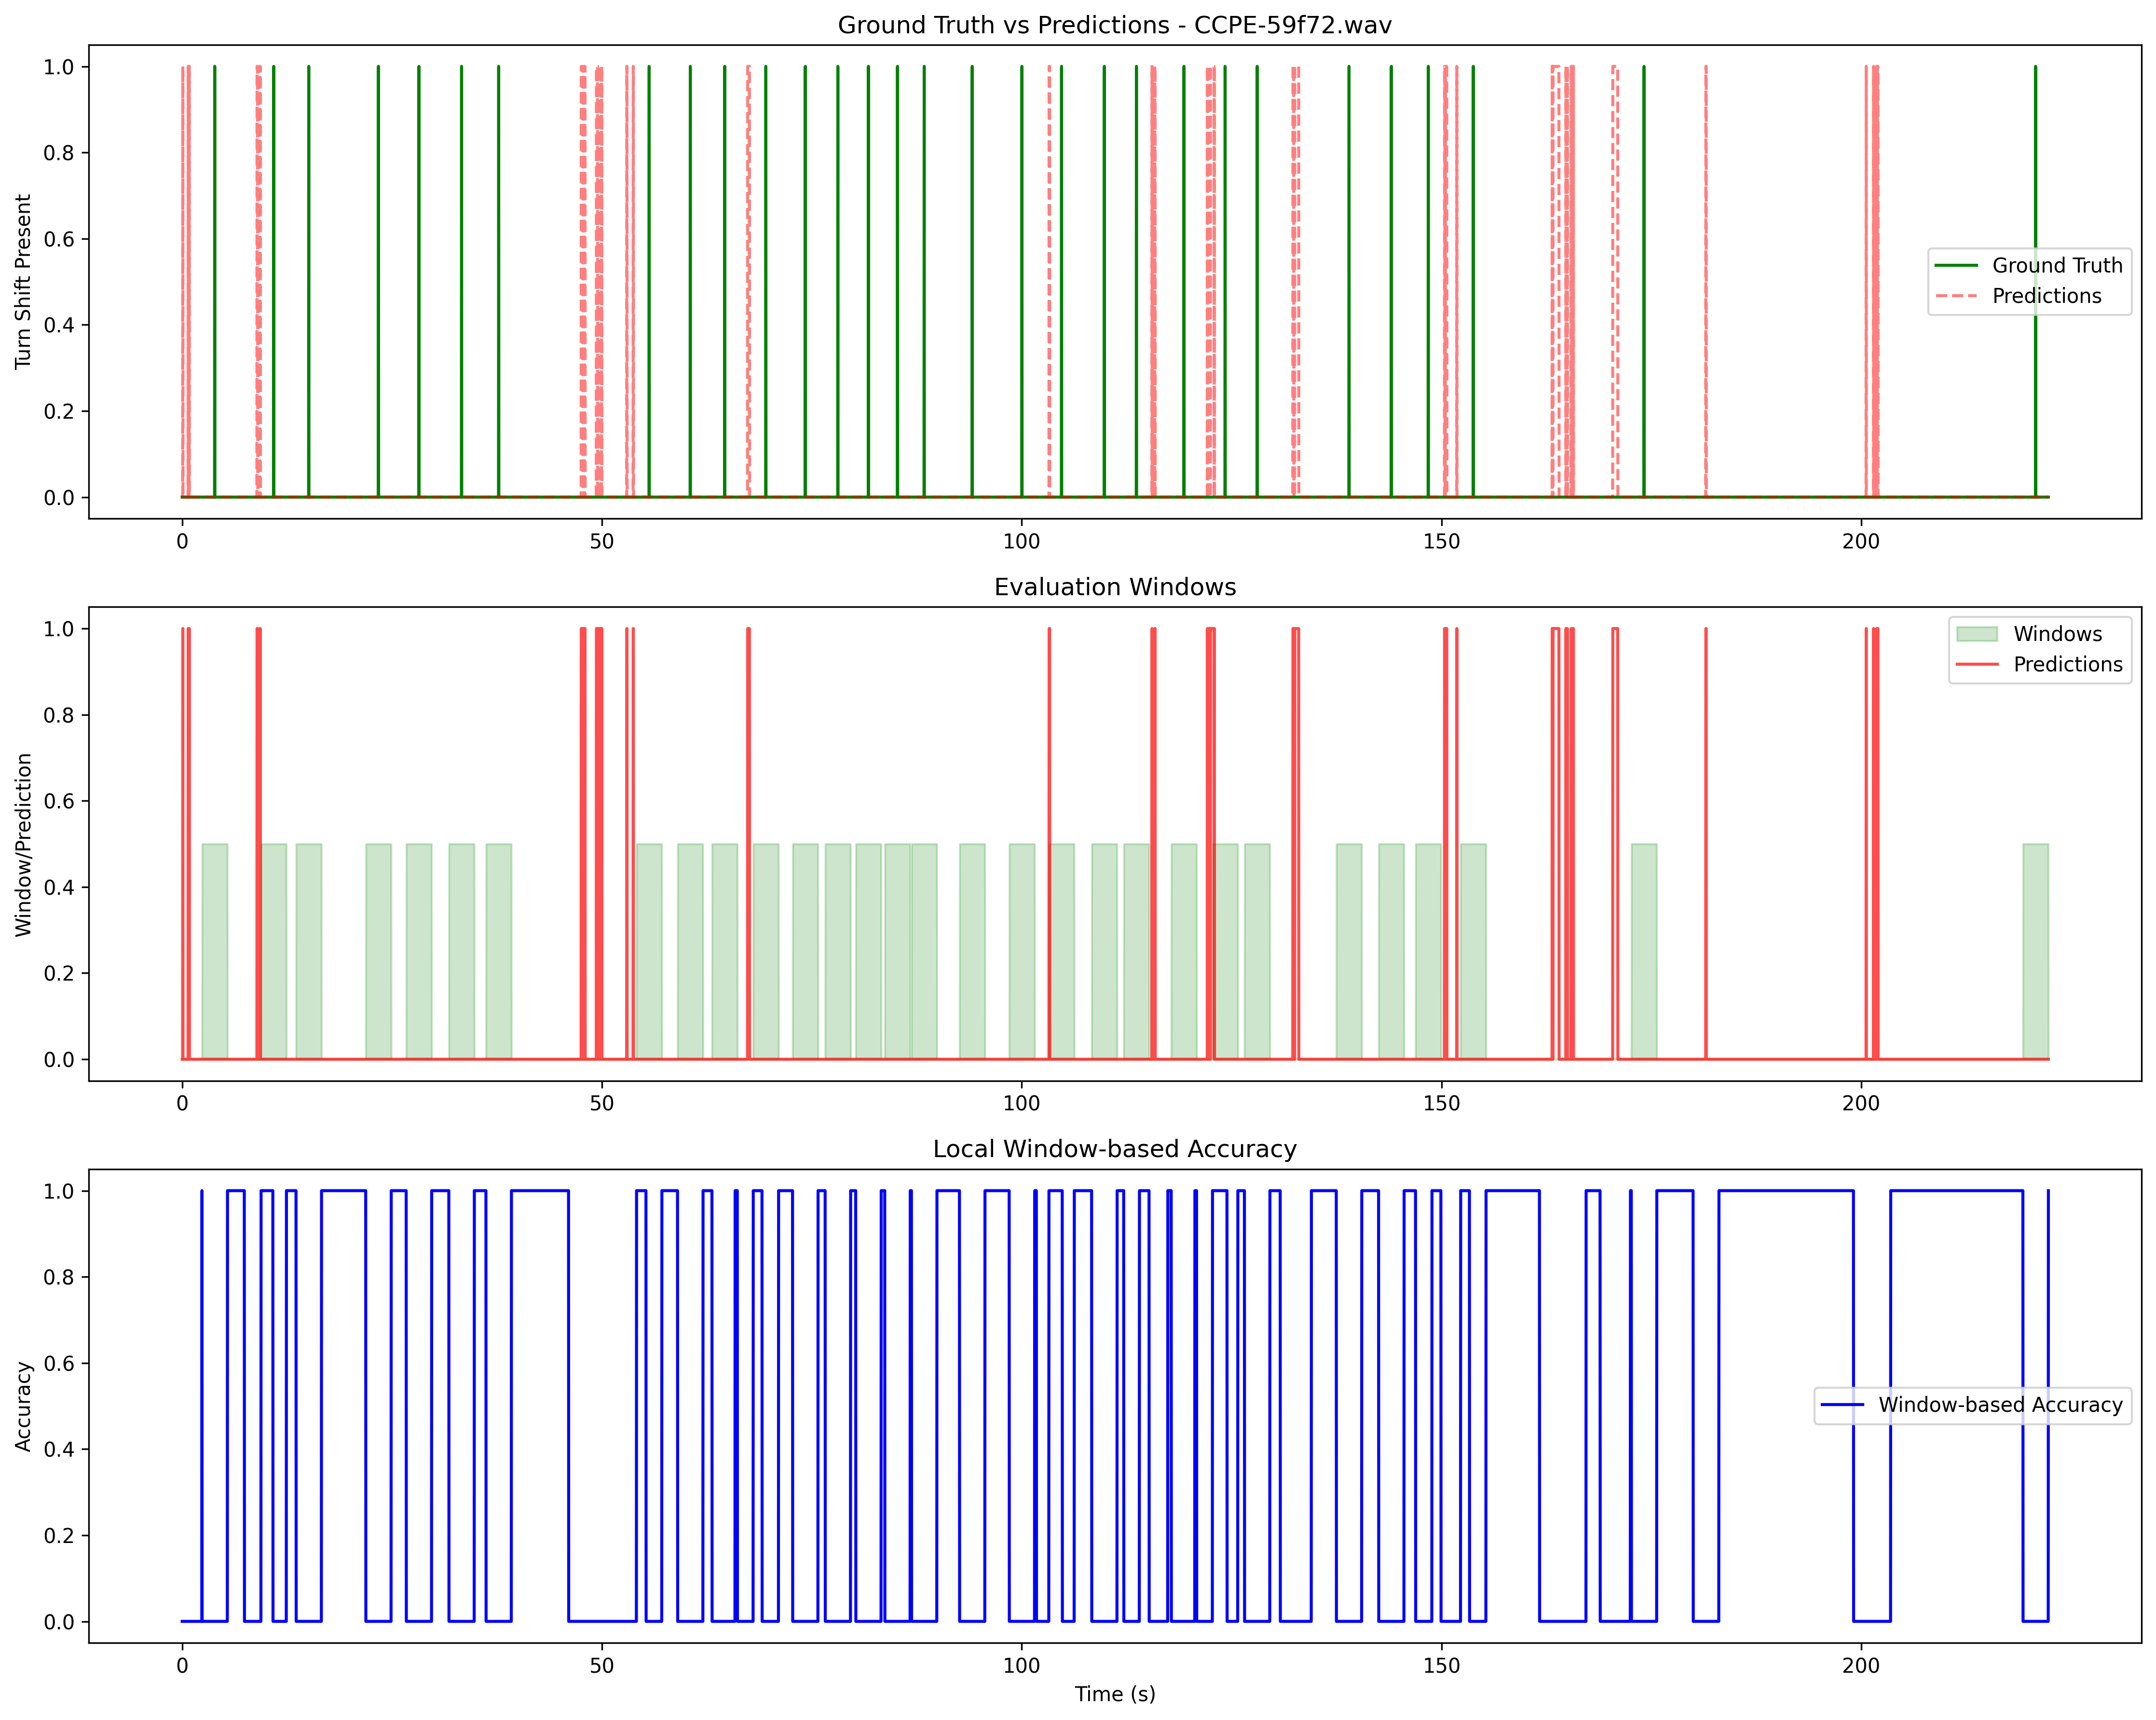 Ground Truth vs Predictions - CCPE-59f72.wav
1.0
0.8
0.6
0.4
0.2
0.0
Turn Shift Present
Ground Truth
Predictions
0 50 100 150 200
Evaluation Windows
1.0
0.8
0.6
0.4
0.2
0.0
Window/Prediction
Windows
Predictions
0 50 100 150 200
Local Window-based Accuracy
1.0
0.8
0.6
0.4
0.2
0.0
Accuracy
Window-based Accuracy
0 50 100 150 200
Time (s)